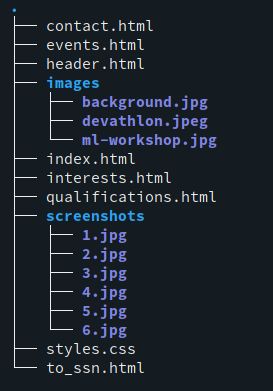 .
├── contact.html
├── events.html
├── header.html
├── images
│   ├── background.jpg
│   ├── devathlon.jpeg
│   └── ml-workshop.jpg
├── index.html
├── interests.html
├── qualifications.html
├── screenshots
│   ├── 1.jpg
│   ├── 2.jpg
│   ├── 3.jpg
│   ├── 4.jpg
│   ├── 5.jpg
│   └── 6.jpg
├── styles.css
└── to_ssn.html